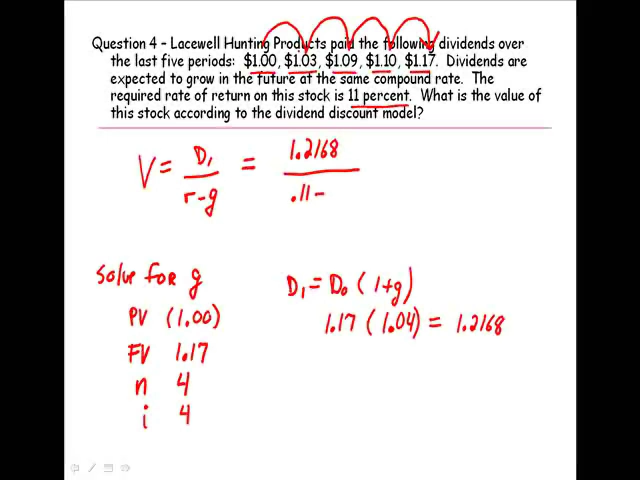 Question 4 – Lacewell Hunting Products paid the following dividends over
the last five periods: $1.00, $1.03, $1.09, $1.10, $1.17. Dividends are
expected to grow in the future at the same compound rate. The
required rate of return on this stock is 11 percent. What is the value of
this stock according to the dividend discount model?
V = D₁ / r-g = 1.2168 / .11-
Solve for g
PV (1.00)
FV 1.17
n 4
i 4
D₁ = D₀ (1+g)
1.17 (1.04) = 1.2168